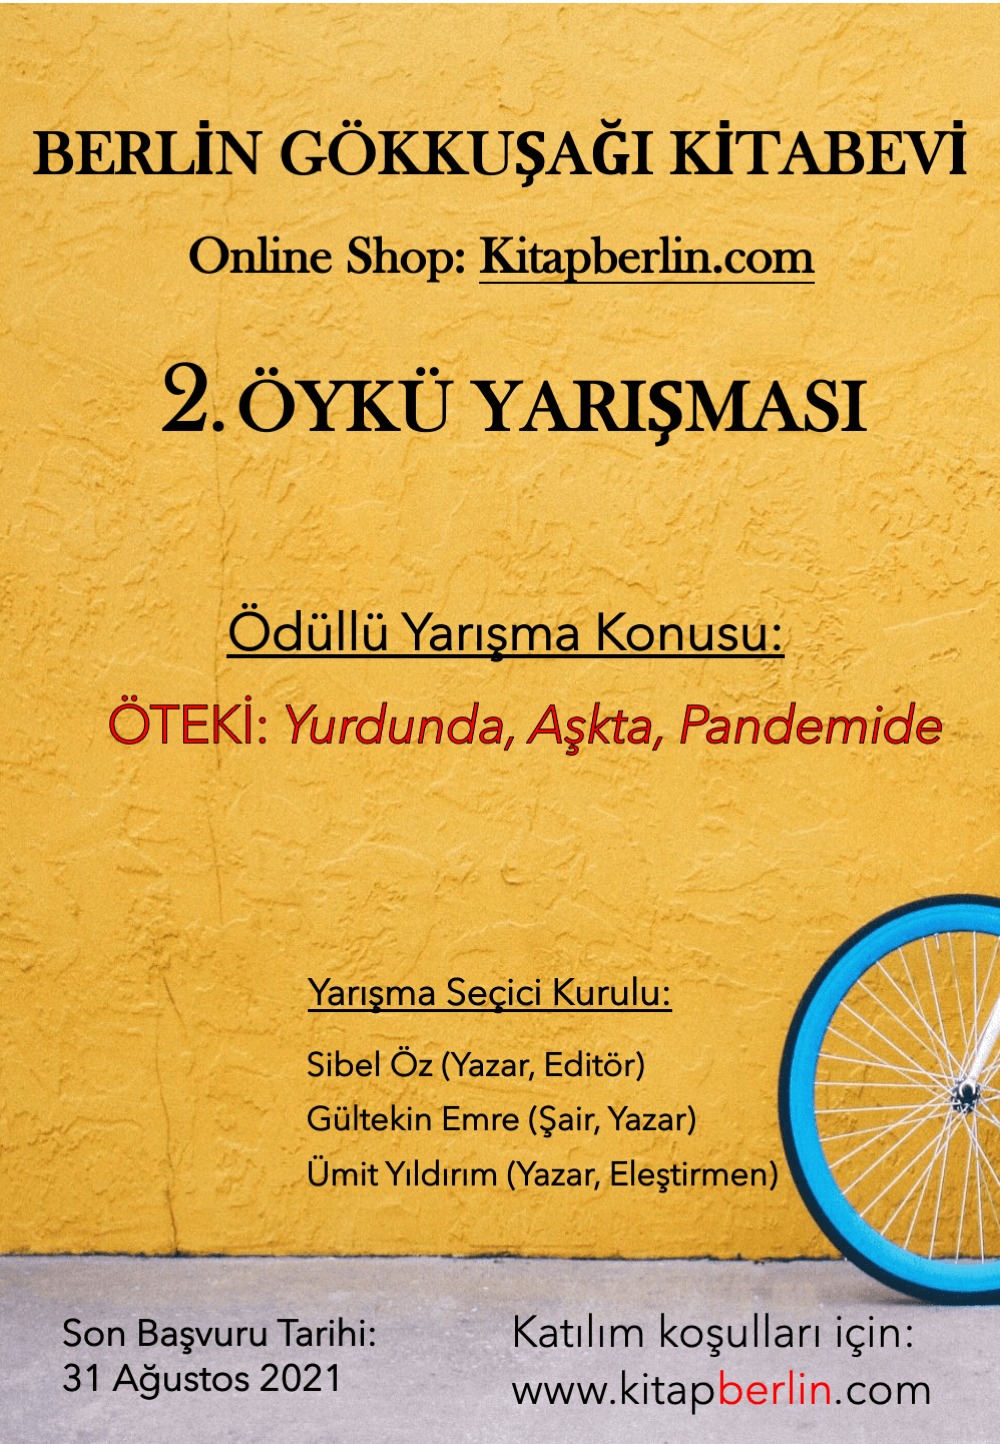 BERLİN GÖKKUŞAĞI KİTABEVİ
Online Shop: Kitapberlin.com
2. ÖYKÜ YARIŞMASI
Ödüllü Yarışma Konusu:
ÖTEKİ: Yurdunda, Aşkta, Pandemide
Yarışma Seçici Kurulu:
Sibel Öz (Yazar, Editör)
Gültekin Emre (Şair, Yazar)
Ümit Yıldırım (Yazar, Eleştirmen)
Son Başvuru Tarihi:
31 Ağustos 2021
Katılım koşulları için:
www.kitapberlin.com